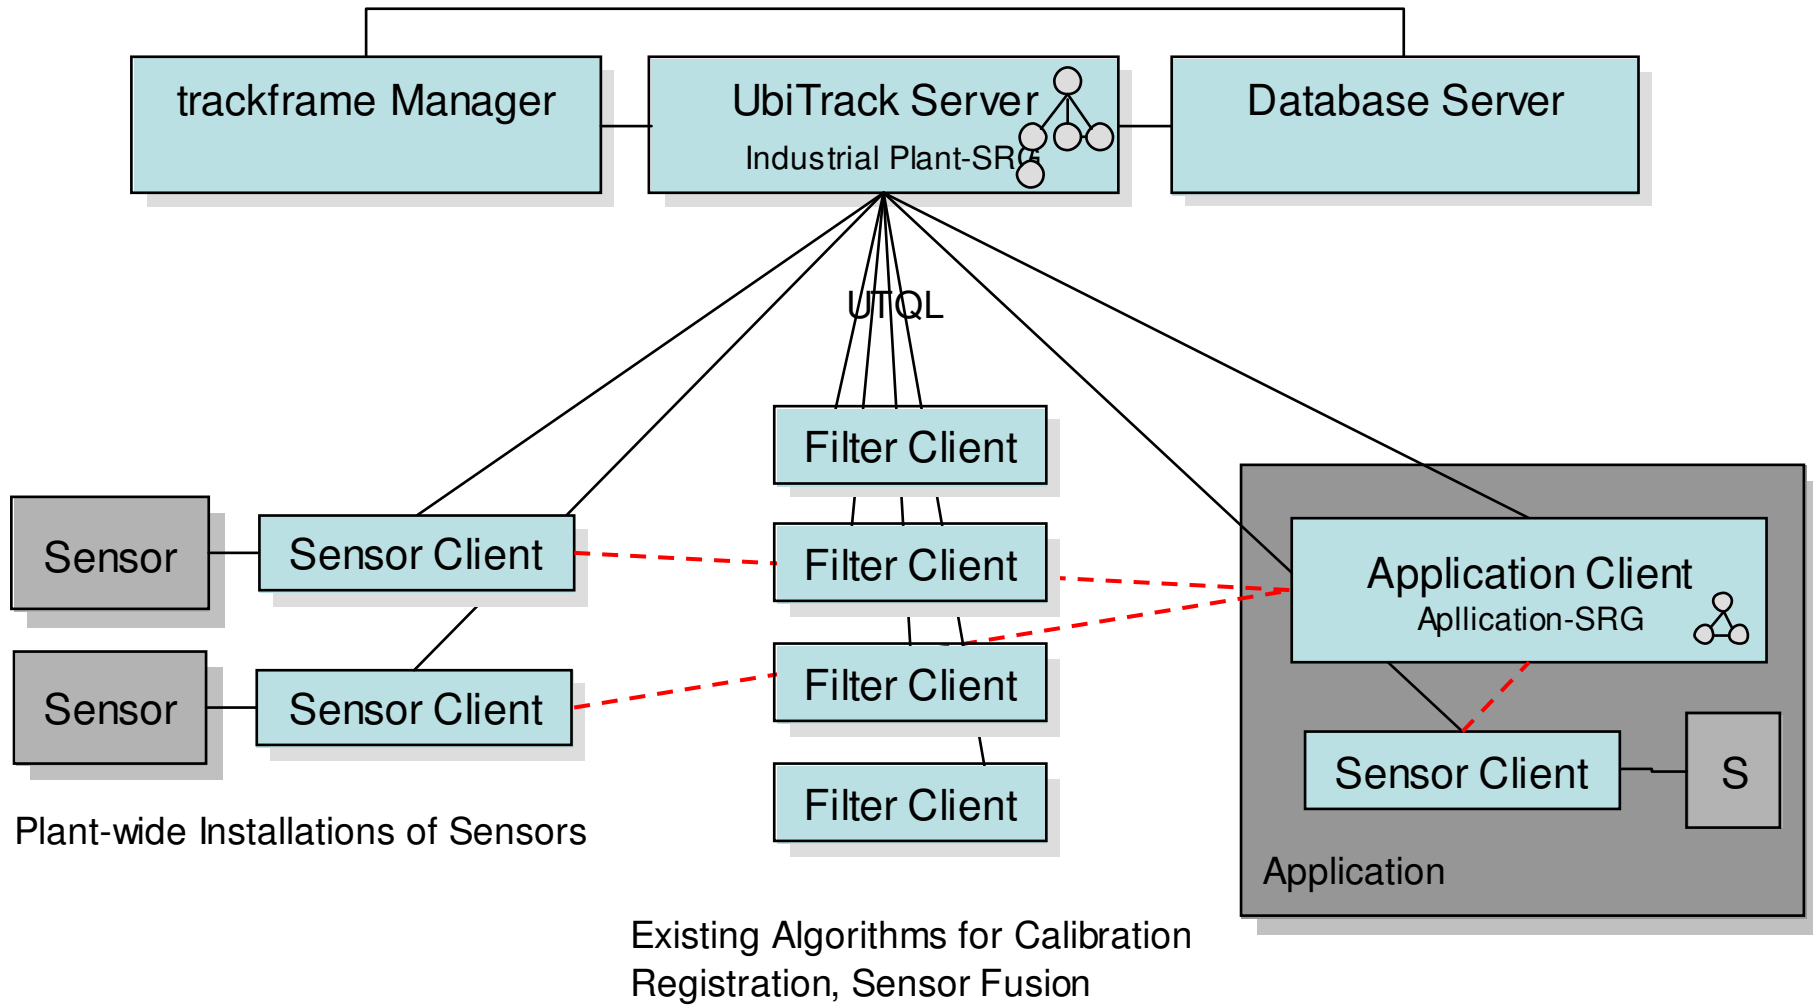 trackframe Manager
UbiTrack Server
Industrial Plant-SRG
Database Server
UTQL
Filter Client
Filter Client
Filter Client
Filter Client
Sensor
Sensor Client
Sensor
Sensor Client
Plant-wide Installations of Sensors
Application Client
Apllication-SRG
Sensor Client
S
Application
Existing Algorithms for Calibration
Registration, Sensor Fusion